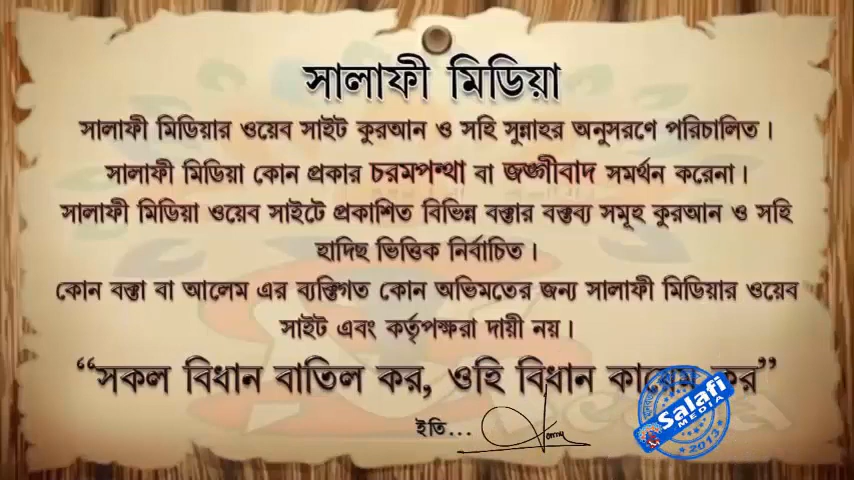 সালাফী মিডিয়া
সালাফী মিডিয়ার ওয়েব সাইট কুরআন ও সহি সুন্নাহর অনুসরণে পরিচালিত।
সালাফী মিডিয়া কোন প্রকার চরমপন্থা বা জঙ্গীবাদ সমর্থন করেনা।
সালাফী মিডিয়া ওয়েব সাইটে প্রকাশিত বিভিন্ন বক্তার বক্তব্য সমূহ কুরআন ও সহি
হাদিছ ভিত্তিক নির্বাচিত।
কোন বক্তা বা আলেম এর ব্যক্তিগত কোন অভিমতের জন্য সালাফী মিডিয়ার ওয়েব
সাইট এবং কর্তৃপক্ষরা দায়ী নয়।
“সকল বিধান বাতিল কর, ওহি বিধান কায়েম কর”
ইতি...
Salafi
MEDIA
2013